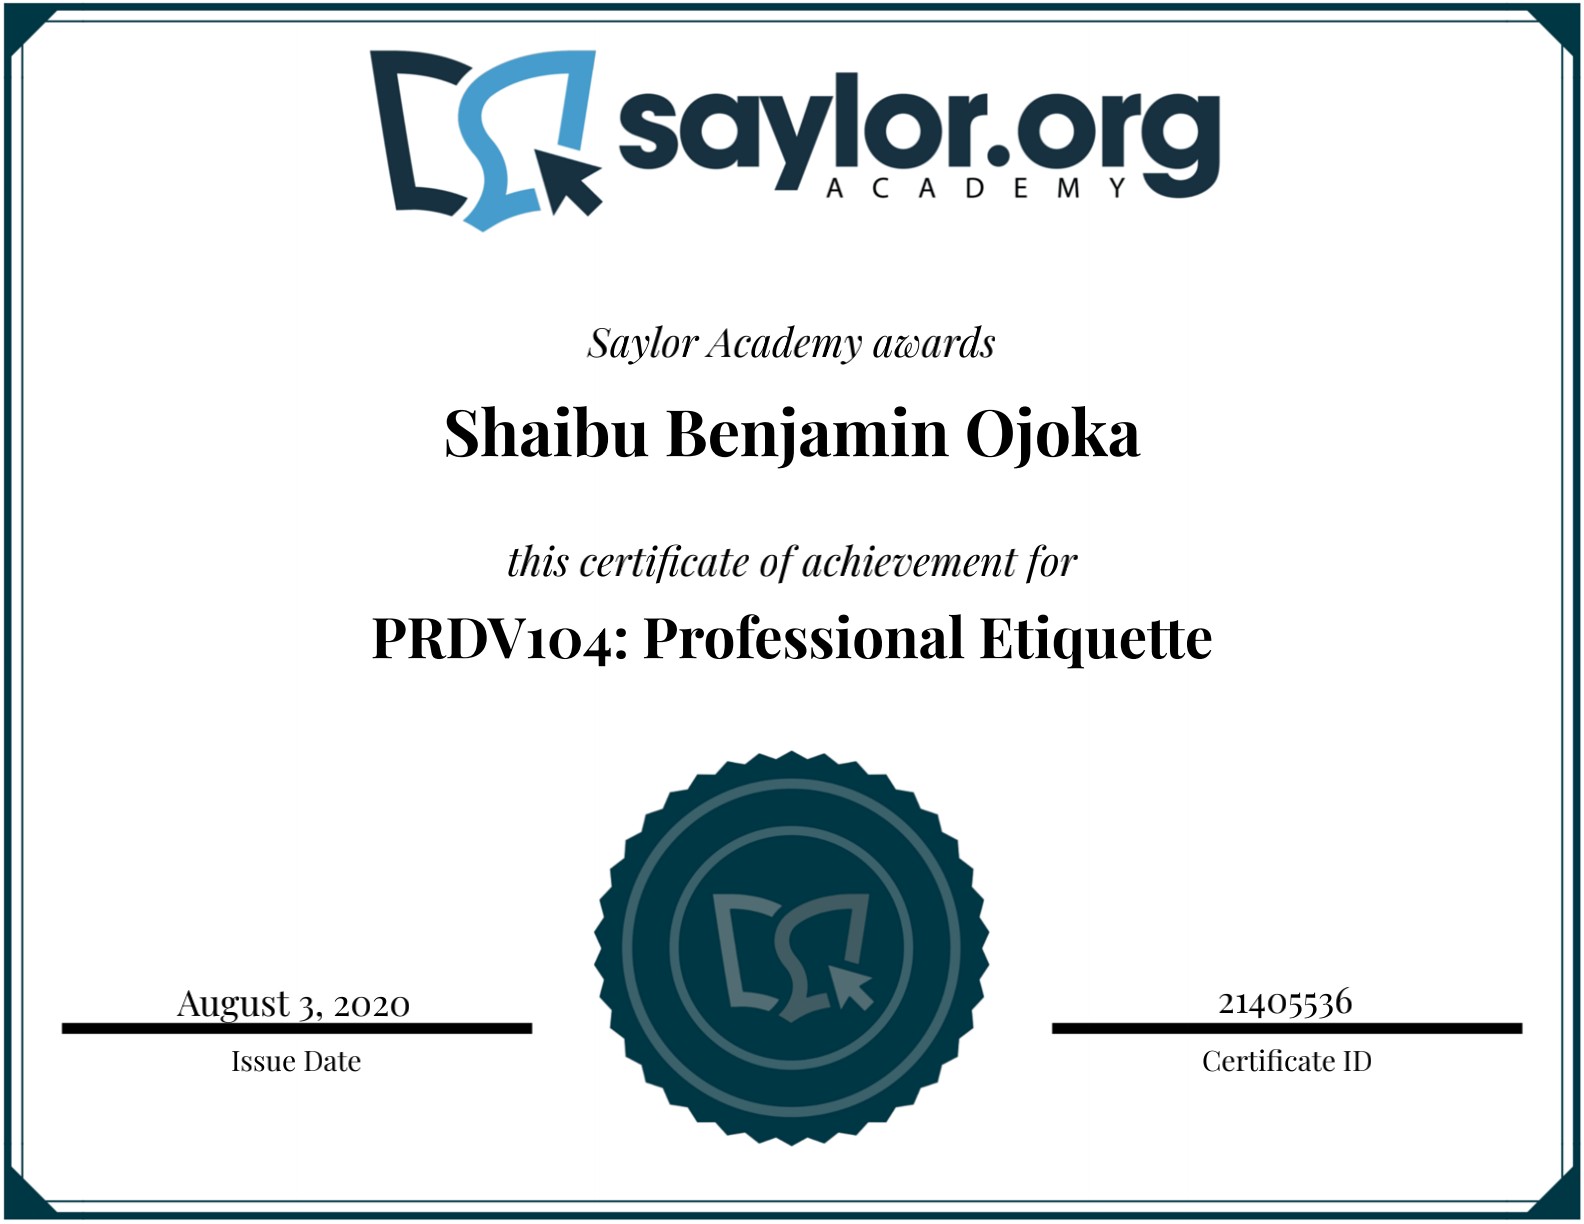 saylor.org
ACADEMY
Saylor Academy awards
Shaibu Benjamin Ojoka
this certificate of achievement for
PRDV104: Professional Etiquette
August 3, 2020
Issue Date
21405536
Certificate ID